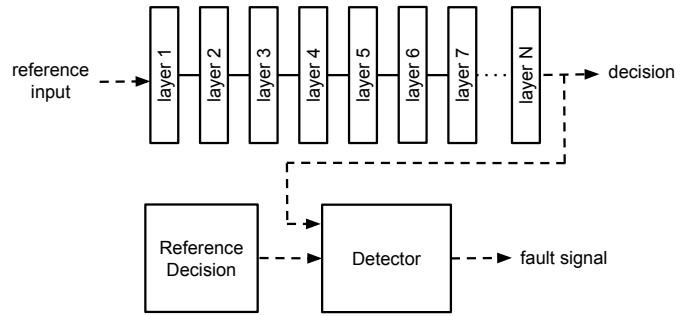 reference
input
layer 1
layer 2
layer 3
layer 4
layer 5
layer 6
layer 7
layer N
decision
Reference
Decision
Detector
fault signal